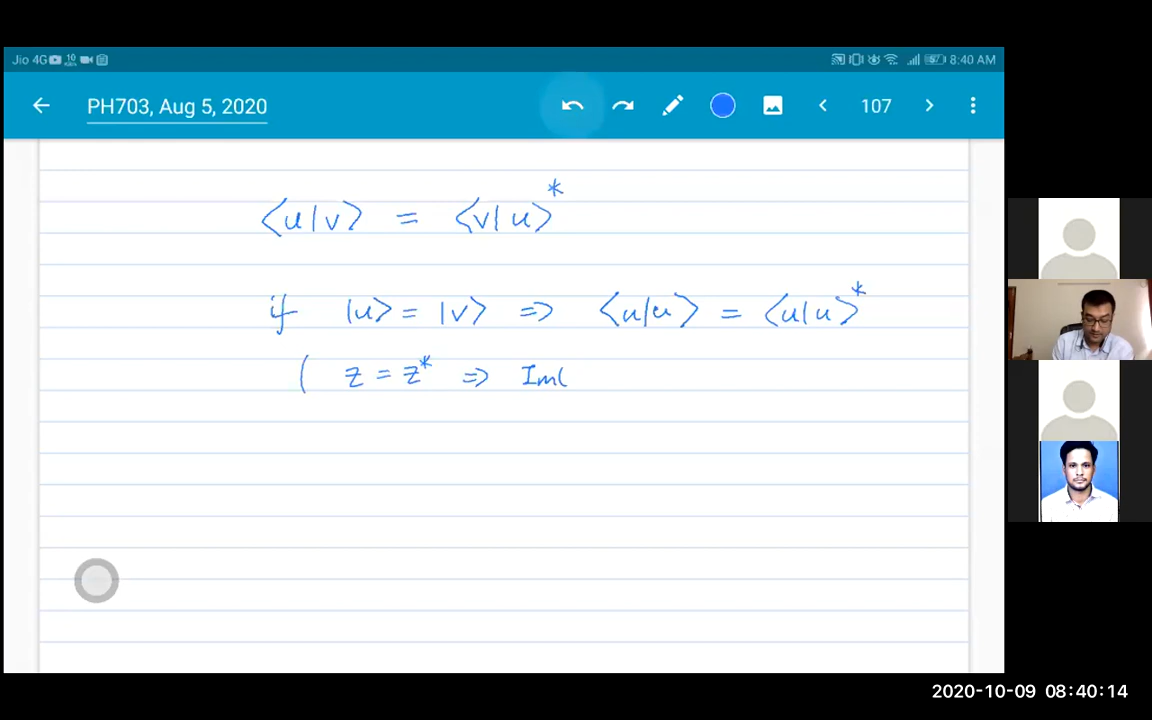 Jio 4G 8:40 AM
PH703, Aug 5, 2020 107
⟨u|v⟩ = ⟨v|u⟩*
if |u⟩ = |v⟩ ⇒ ⟨u|u⟩ = ⟨u|u⟩*
( z = z* ⇒ Im(
2020-10-09 08:40:14